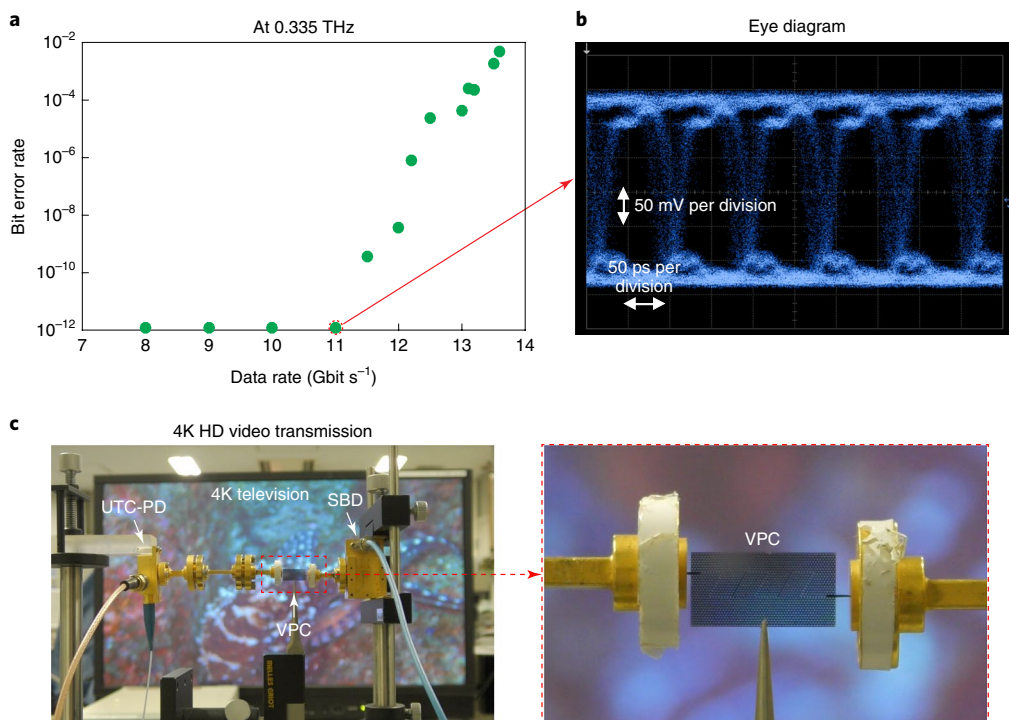 a
At 0.335 THz
10⁻²
10⁻⁴
10⁻⁶
10⁻⁸
10⁻¹⁰
10⁻¹²
Bit error rate
7 8 9 10 11 12 13 14
Data rate (Gbit s⁻¹)
b
Eye diagram
50 mV per division
50 ps per
division
c
4K HD video transmission
4K television
UTC-PD
SBD
VPC
VPC